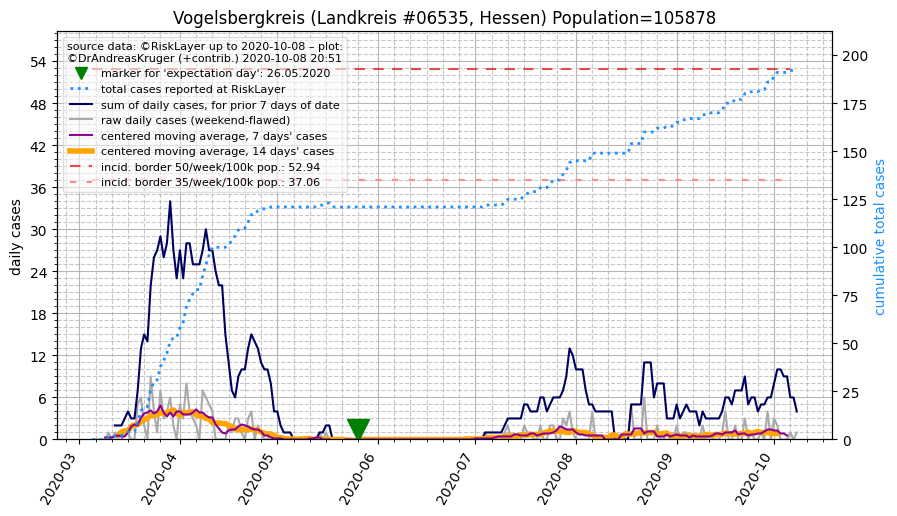 Vogelsbergkreis (Landkreis #06535, Hessen) Population=105878
source data: ©RiskLayer up to 2020-10-08 – plot:
©DrAndreasKruger (+contrib.) 2020-10-08 20:51
marker for 'expectation day': 26.05.2020
total cases reported at RiskLayer
sum of daily cases, for prior 7 days of date
raw daily cases (weekend-flawed)
centered moving average, 7 days' cases
centered moving average, 14 days' cases
incid. border 50/week/100k pop.: 52.94
incid. border 35/week/100k pop.: 37.06
daily cases
54
48
42
36
30
24
18
12
6
0
cumulative total cases
200
175
150
125
100
75
50
25
0
2020-03
2020-04
2020-05
2020-06
2020-07
2020-08
2020-09
2020-10